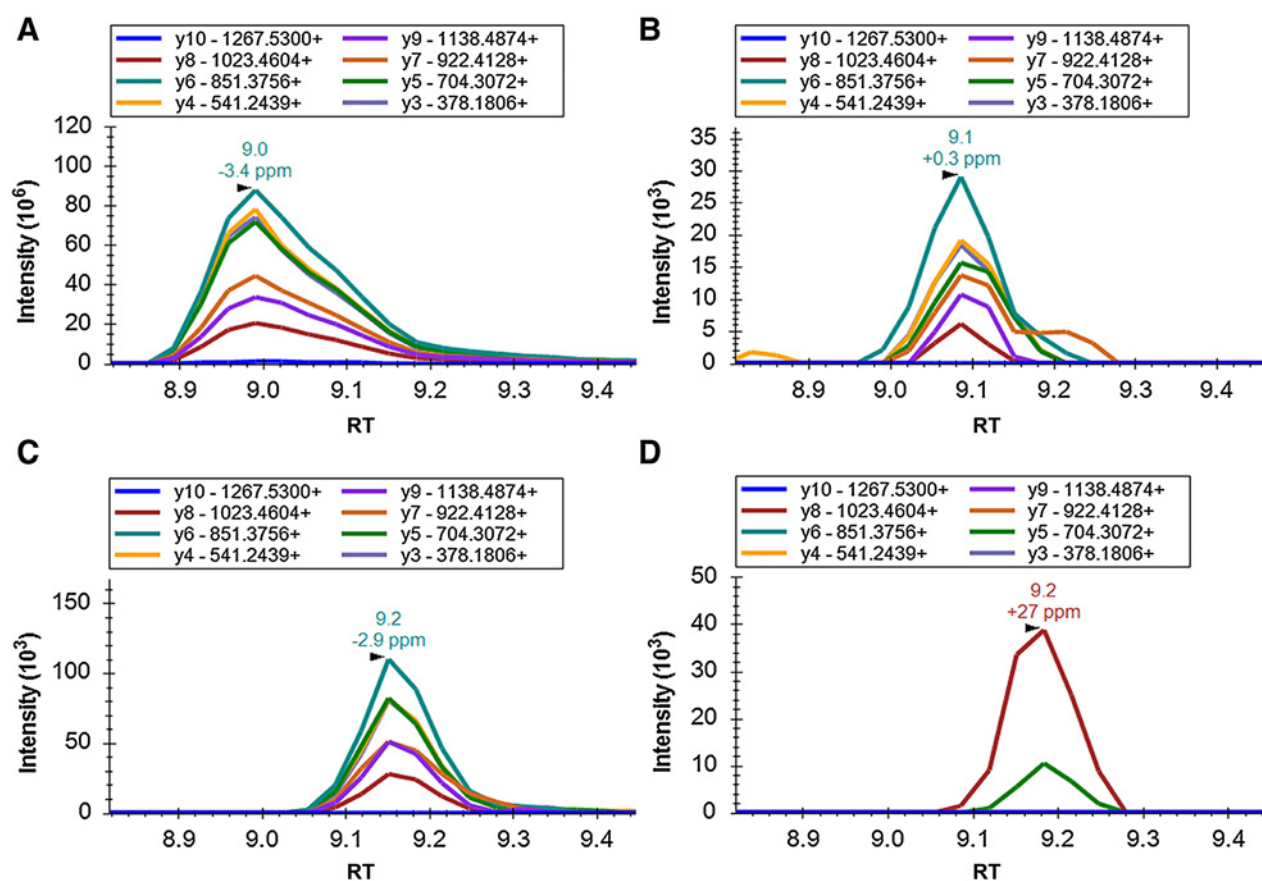 A
y10 - 1267.5300+ y9 - 1138.4874+
y8 - 1023.4604+ y7 - 922.4128+
y6 - 851.3756+ y5 - 704.3072+
y4 - 541.2439+ y3 - 378.1806+
120
100
80
60
40
20
0
Intensity (10⁶)
9.0
-3.4 ppm
8.9 9.0 9.1 9.2 9.3 9.4
RT
B
y10 - 1267.5300+ y9 - 1138.4874+
y8 - 1023.4604+ y7 - 922.4128+
y6 - 851.3756+ y5 - 704.3072+
y4 - 541.2439+ y3 - 378.1806+
35
30
25
20
15
10
5
0
Intensity (10³)
9.1
+0.3 ppm
8.9 9.0 9.1 9.2 9.3 9.4
RT
C
y10 - 1267.5300+ y9 - 1138.4874+
y8 - 1023.4604+ y7 - 922.4128+
y6 - 851.3756+ y5 - 704.3072+
y4 - 541.2439+ y3 - 378.1806+
150
100
50
0
Intensity (10³)
9.2
-2.9 ppm
8.9 9.0 9.1 9.2 9.3 9.4
RT
D
y10 - 1267.5300+ y9 - 1138.4874+
y8 - 1023.4604+ y7 - 922.4128+
y6 - 851.3756+ y5 - 704.3072+
y4 - 541.2439+ y3 - 378.1806+
50
40
30
20
10
0
Intensity (10³)
9.2
+27 ppm
8.9 9.0 9.1 9.2 9.3 9.4
RT